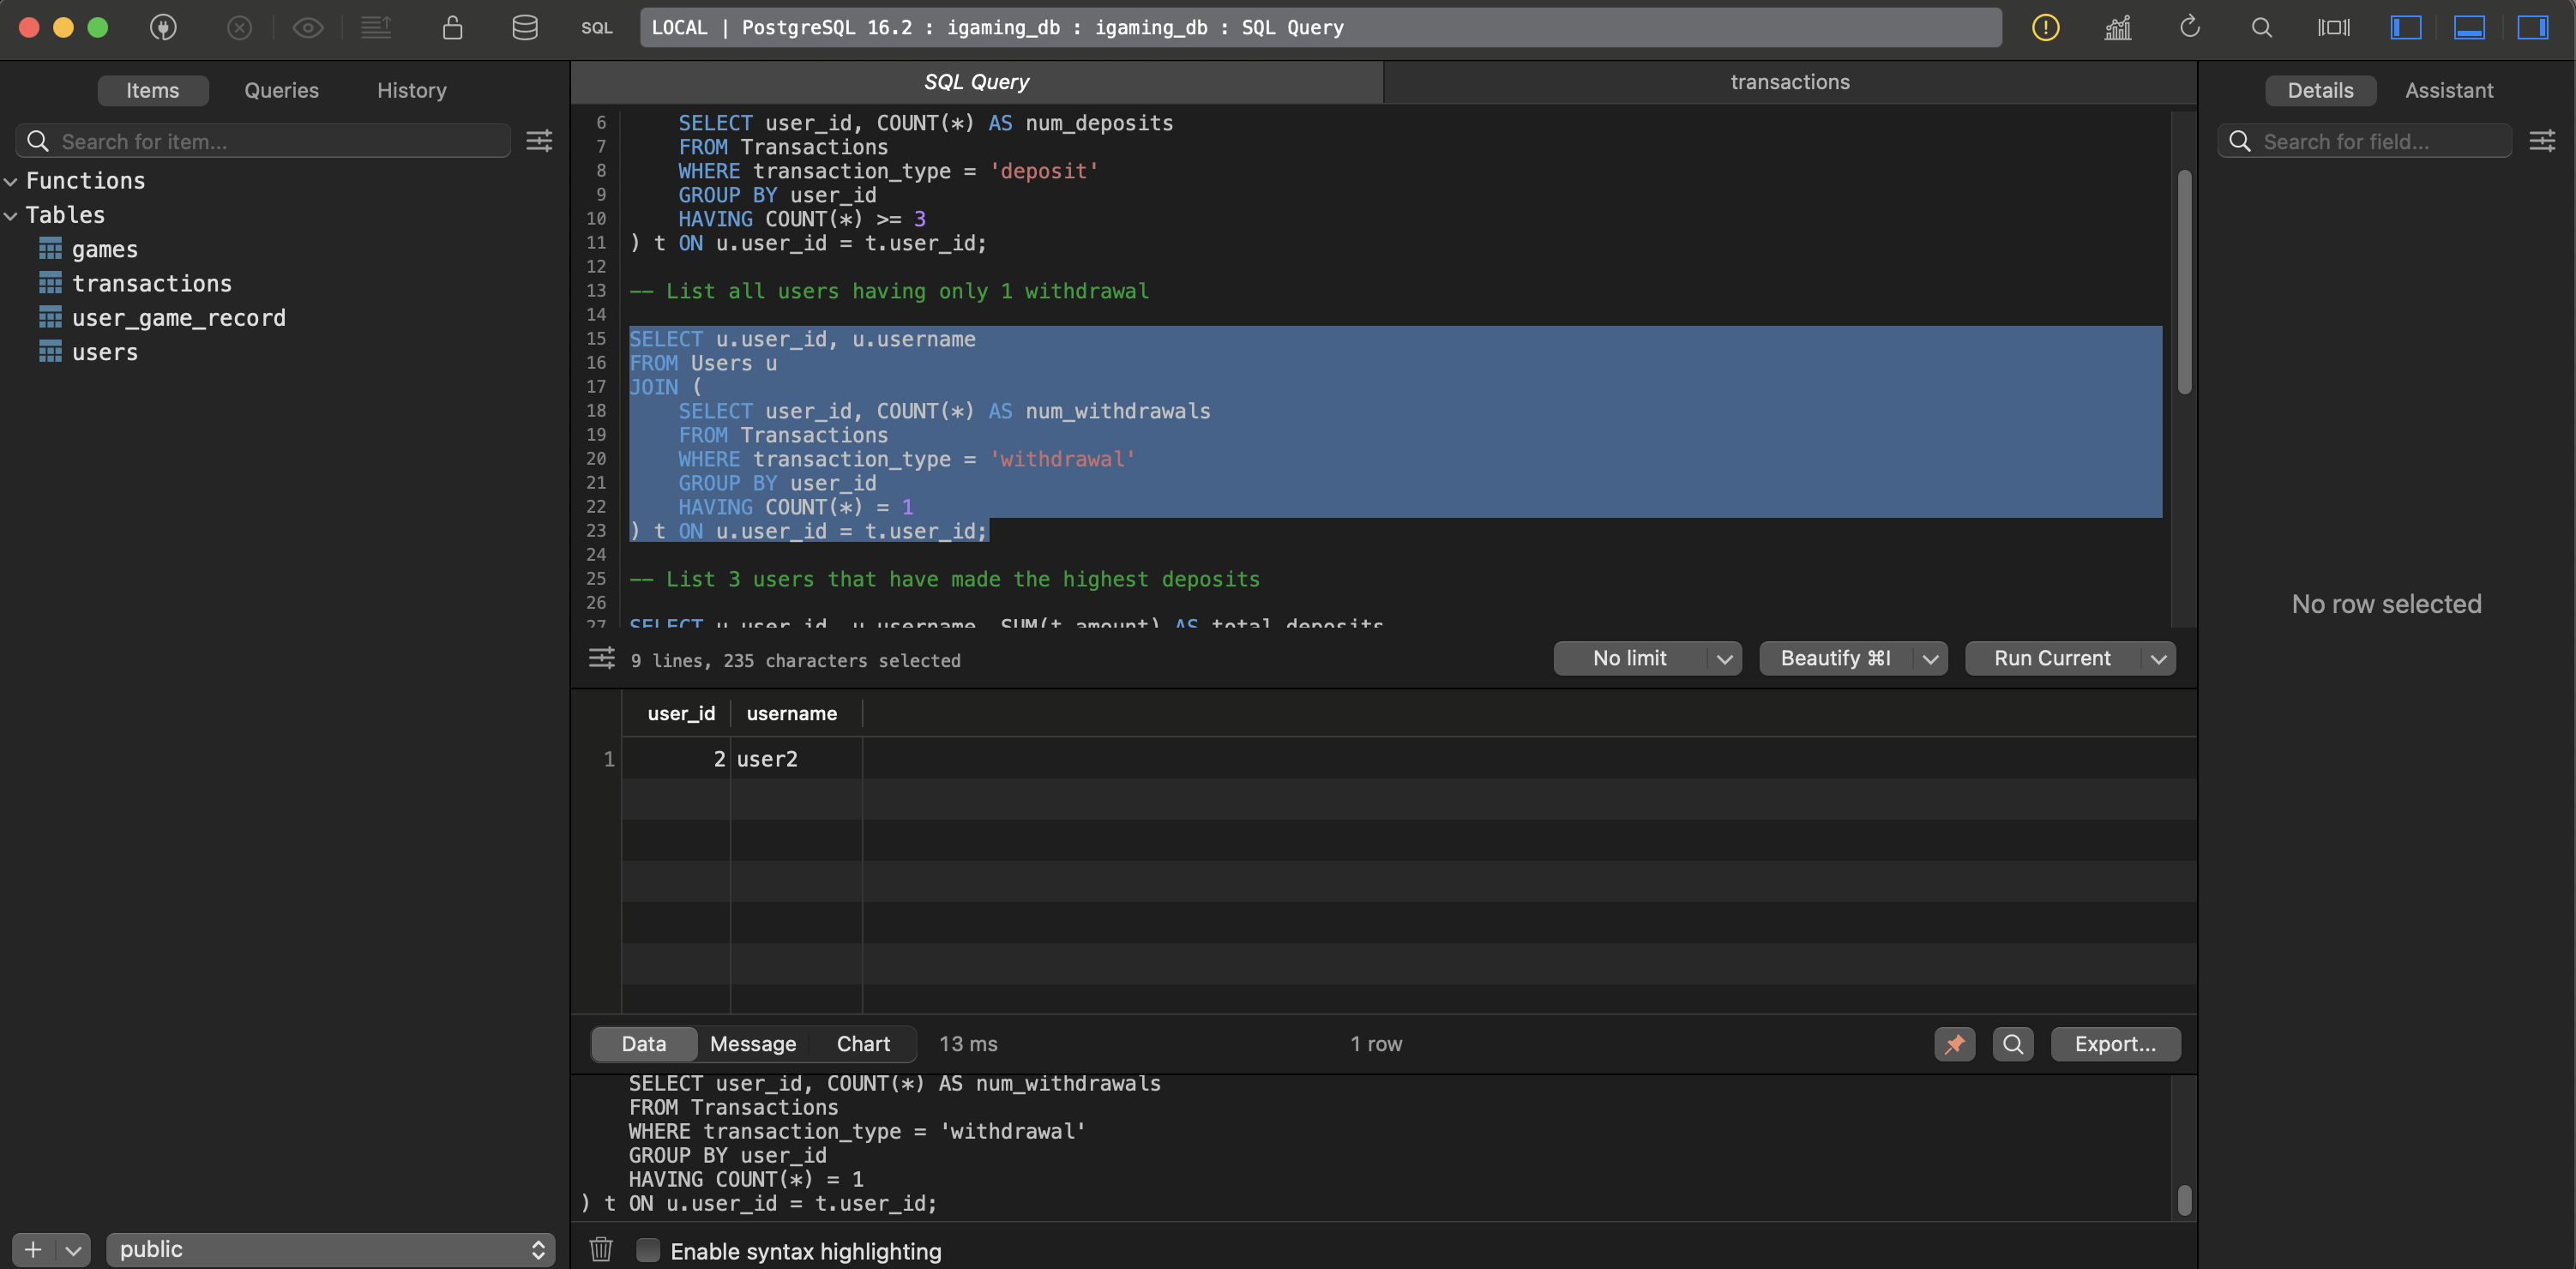 SQL
LOCAL | PostgreSQL 16.2 : igaming_db : igaming_db : SQL Query
Items
Queries
History
Search for item...
Functions
Tables
games
transactions
user_game_record
users
public
SQL Query
transactions
6 SELECT user_id, COUNT(*) AS num_deposits
7 FROM Transactions
8 WHERE transaction_type = 'deposit'
9 GROUP BY user_id
10 HAVING COUNT(*) >= 3
11 ) t ON u.user_id = t.user_id;
12
13 -- List all users having only 1 withdrawal
14
15 SELECT u.user_id, u.username
16 FROM Users u
17 JOIN (
18 SELECT user_id, COUNT(*) AS num_withdrawals
19 FROM Transactions
20 WHERE transaction_type = 'withdrawal'
21 GROUP BY user_id
22 HAVING COUNT(*) = 1
23 ) t ON u.user_id = t.user_id;
24
25 -- List 3 users that have made the highest deposits
26
27 SELECT u.user_id, u.username, SUM(t.amount) AS total_deposits
9 lines, 235 characters selected
No limit
Beautify ⌘I
Run Current
user_id username
1 2 user2
Data
Message
Chart
13 ms
1 row
Export...
SELECT user_id, COUNT(*) AS num_withdrawals
FROM Transactions
WHERE transaction_type = 'withdrawal'
GROUP BY user_id
HAVING COUNT(*) = 1
) t ON u.user_id = t.user_id;
Enable syntax highlighting
Details
Assistant
Search for field...
No row selected